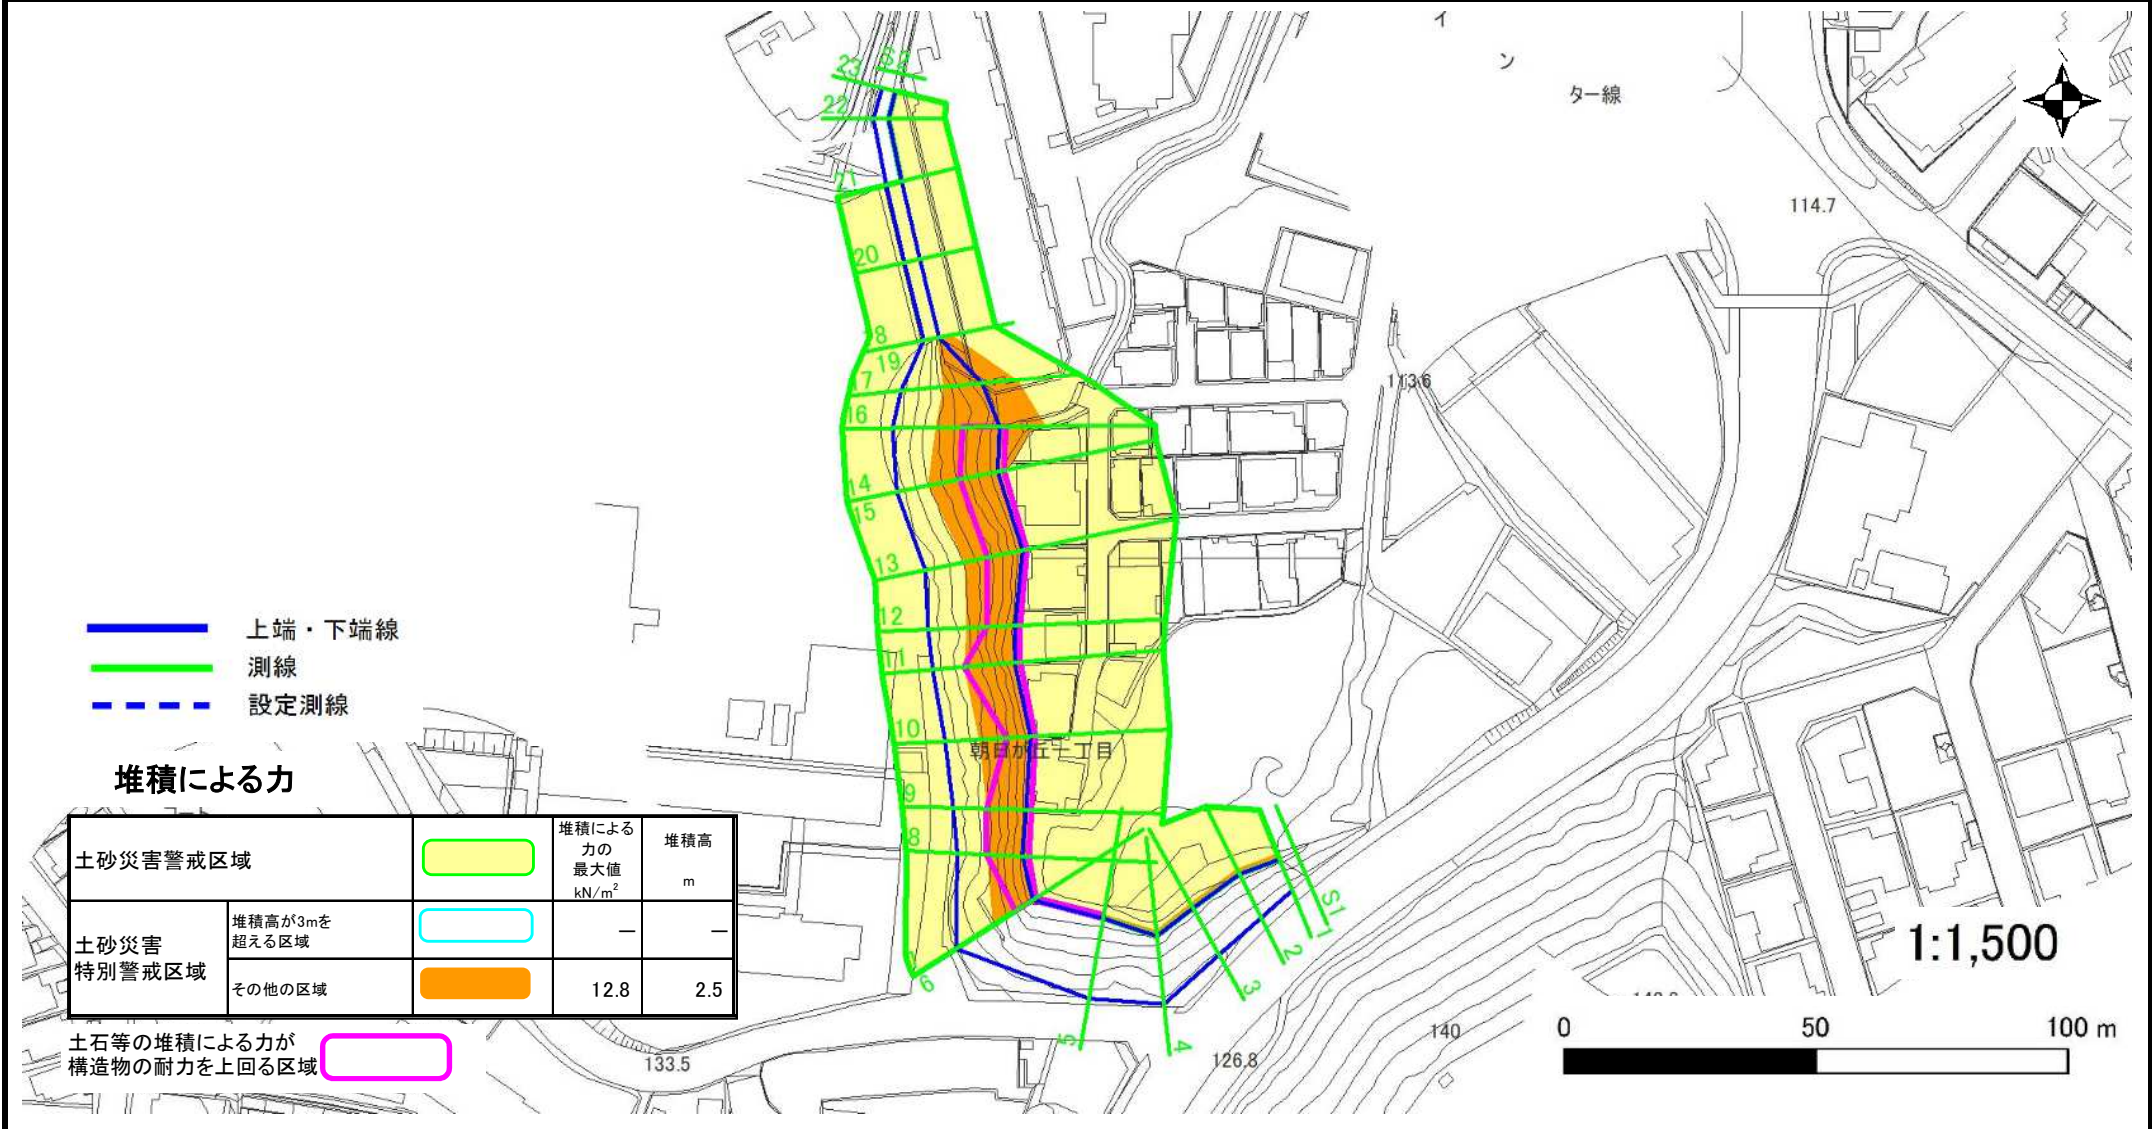 イ
ン
ター線
23 S2
22
21
114.7
20
18
19
17
113.6
16
14
15
13
12
11
10
朝日が丘一丁目
9
8
6
5
4
3
2
1
S1
上端・下端線
測線
設定測線
堆積による力
土砂災害警戒区域
堆積による
力の
最大値
kN/m²
堆積高
m
土砂災害
特別警戒区域
堆積高が3mを
超える区域
—
—
その他の区域
12.8
2.5
土石等の堆積による力が
構造物の耐力を上回る区域
133.5
126.8
140
1:1,500
0 50 100 m